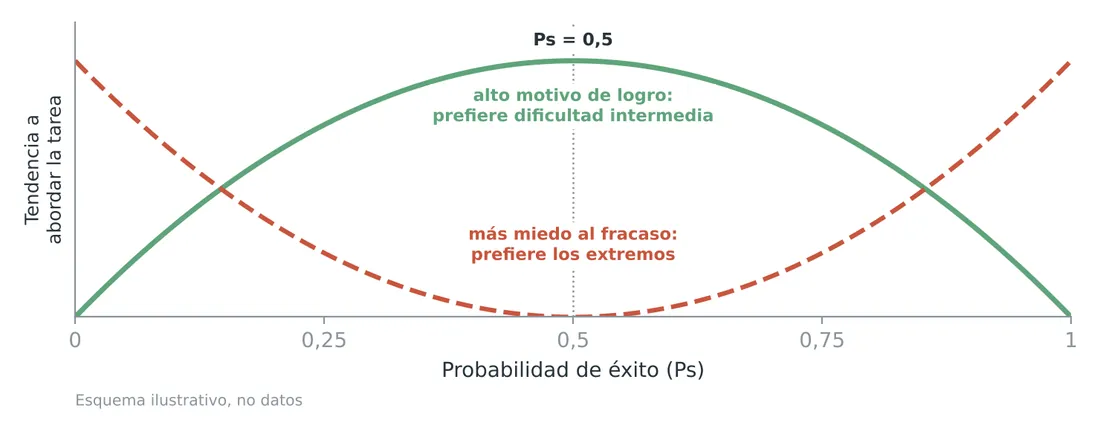 Ps = 0,5
alto motivo de logro:
prefiere dificultad intermedia
Tendencia a
abordar la tarea
más miedo al fracaso:
prefiere los extremos
0
0,25
0,5
0,75
1
Probabilidad de éxito (Ps)
Esquema ilustrativo, no datos